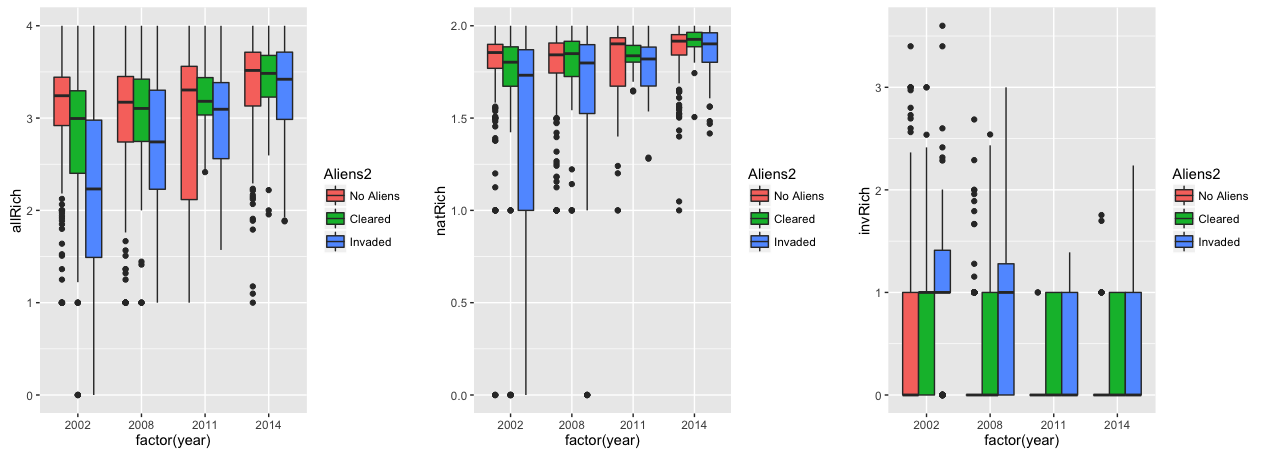 allRich
4
3
2
1
0
2002 2008 2011 2014
factor(year)
Aliens2
No Aliens
Cleared
Invaded
natRich
2.0
1.5
1.0
0.5
0.0
2002 2008 2011 2014
factor(year)
Aliens2
No Aliens
Cleared
Invaded
invRich
3
2
1
0
2002 2008 2011 2014
factor(year)
Aliens2
No Aliens
Cleared
Invaded